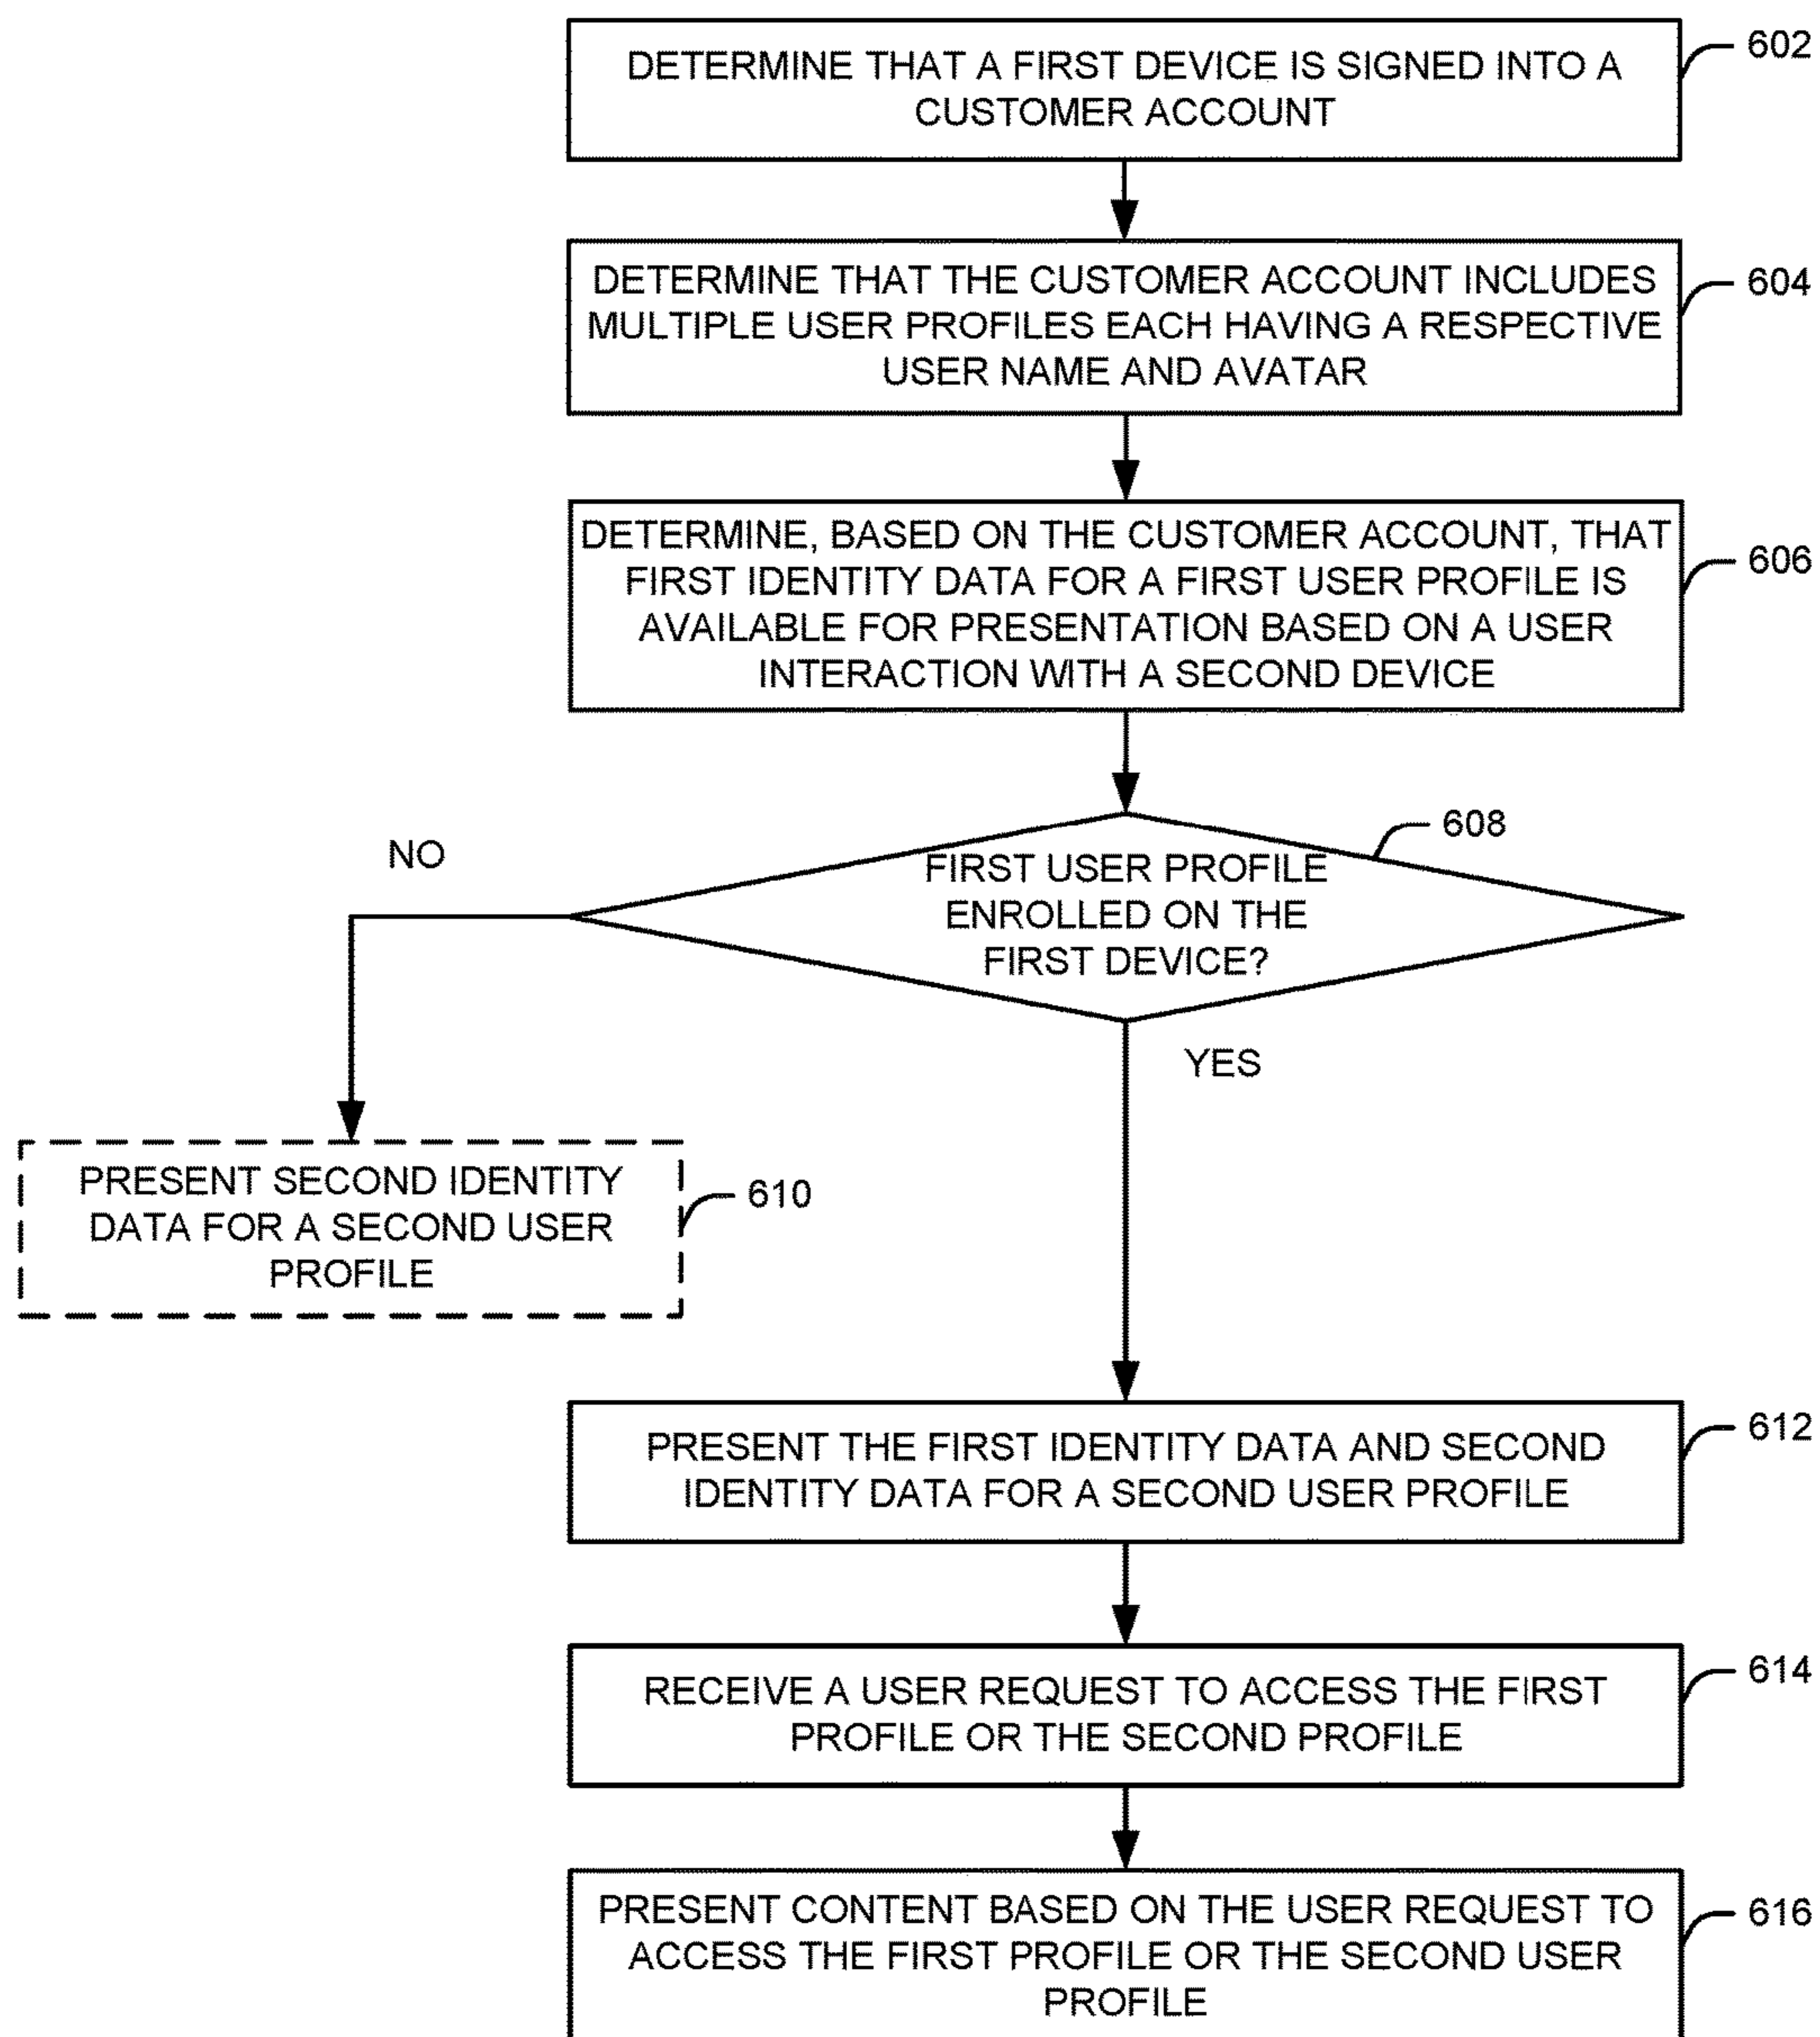 DETERMINE THAT A FIRST DEVICE IS SIGNED INTO A
CUSTOMER ACCOUNT
602
DETERMINE THAT THE CUSTOMER ACCOUNT INCLUDES
MULTIPLE USER PROFILES EACH HAVING A RESPECTIVE
USER NAME AND AVATAR
604
DETERMINE, BASED ON THE CUSTOMER ACCOUNT, THAT
FIRST IDENTITY DATA FOR A FIRST USER PROFILE IS
AVAILABLE FOR PRESENTATION BASED ON A USER
INTERACTION WITH A SECOND DEVICE
606
608
FIRST USER PROFILE
ENROLLED ON THE
FIRST DEVICE?
NO
YES
PRESENT SECOND IDENTITY
DATA FOR A SECOND USER
PROFILE
610
PRESENT THE FIRST IDENTITY DATA AND SECOND
IDENTITY DATA FOR A SECOND USER PROFILE
612
RECEIVE A USER REQUEST TO ACCESS THE FIRST
PROFILE OR THE SECOND PROFILE
614
PRESENT CONTENT BASED ON THE USER REQUEST TO
ACCESS THE FIRST PROFILE OR THE SECOND USER
PROFILE
616